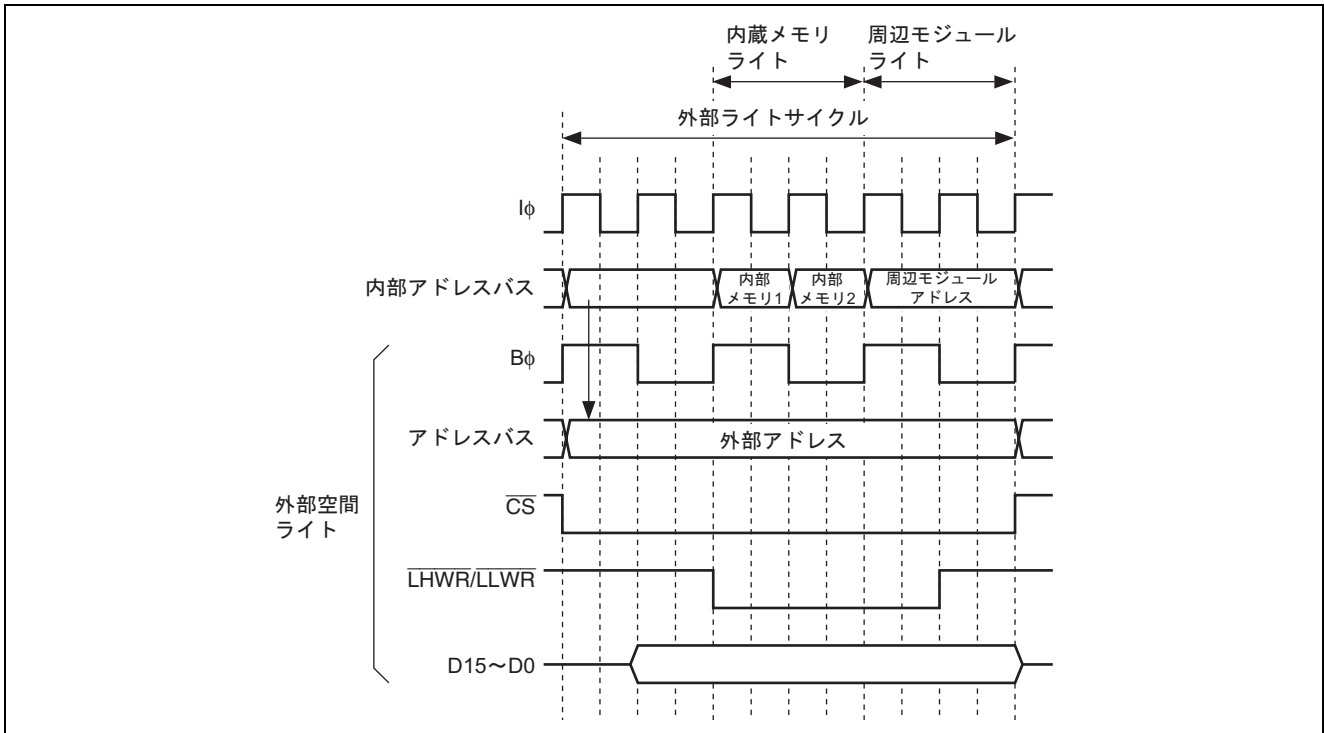 内蔵メモリ
ライト
周辺モジュール
ライト
外部ライトサイクル
Iφ
内部アドレスバス
内部
メモリ1
内部
メモリ2
周辺モジュール
アドレス
Bφ
アドレスバス
外部アドレス
外部空間
ライト
CS
LHWR/LLWR
D15～D0